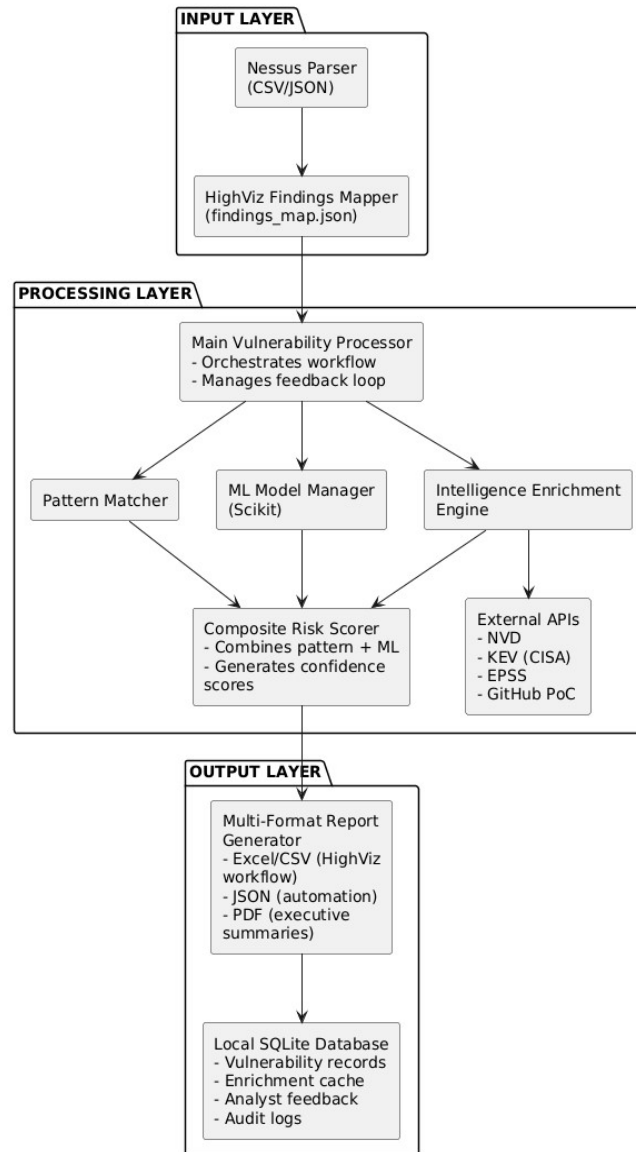 INPUT LAYER
Nessus Parser
(CSV/JSON)
HighViz Findings Mapper
(findings_map.json)
PROCESSING LAYER
Main Vulnerability Processor
- Orchestrates workflow
- Manages feedback loop
Pattern Matcher
ML Model Manager
(Scikit)
Intelligence Enrichment
Engine
Composite Risk Scorer
- Combines pattern + ML
- Generates confidence
scores
External APIs
- NVD
- KEV (CISA)
- EPSS
- GitHub PoC
OUTPUT LAYER
Multi-Format Report
Generator
- Excel/CSV (HighViz
workflow)
- JSON (automation)
- PDF (executive
summaries)
Local SQLite Database
- Vulnerability records
- Enrichment cache
- Analyst feedback
- Audit logs